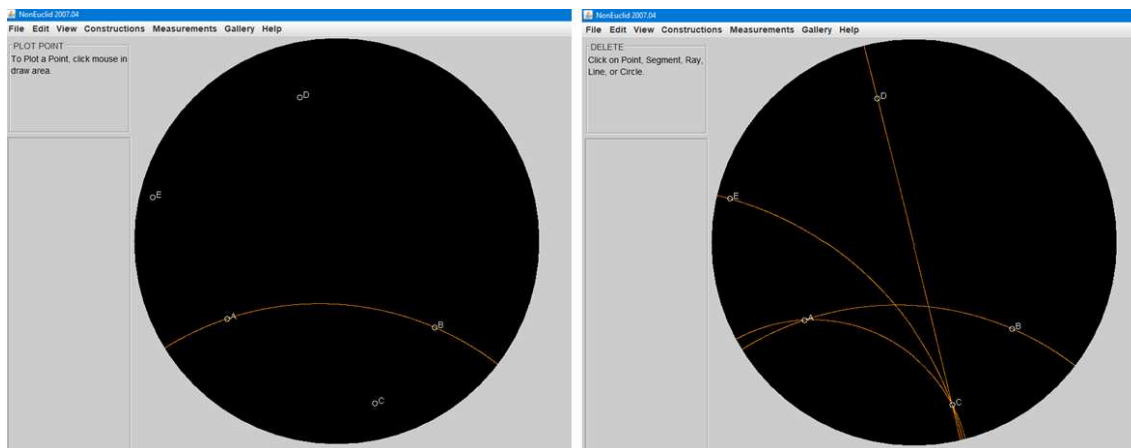 NonEuclid 2007.04
File Edit View Constructions Measurements Gallery Help
PLOT POINT
To Plot a Point, click mouse in
draw area.
D
E
A
B
C
NonEuclid 2007.04
File Edit View Constructions Measurements Gallery Help
DELETE
Click on Point, Segment, Ray,
Line, or Circle.
D
E
A
B
C